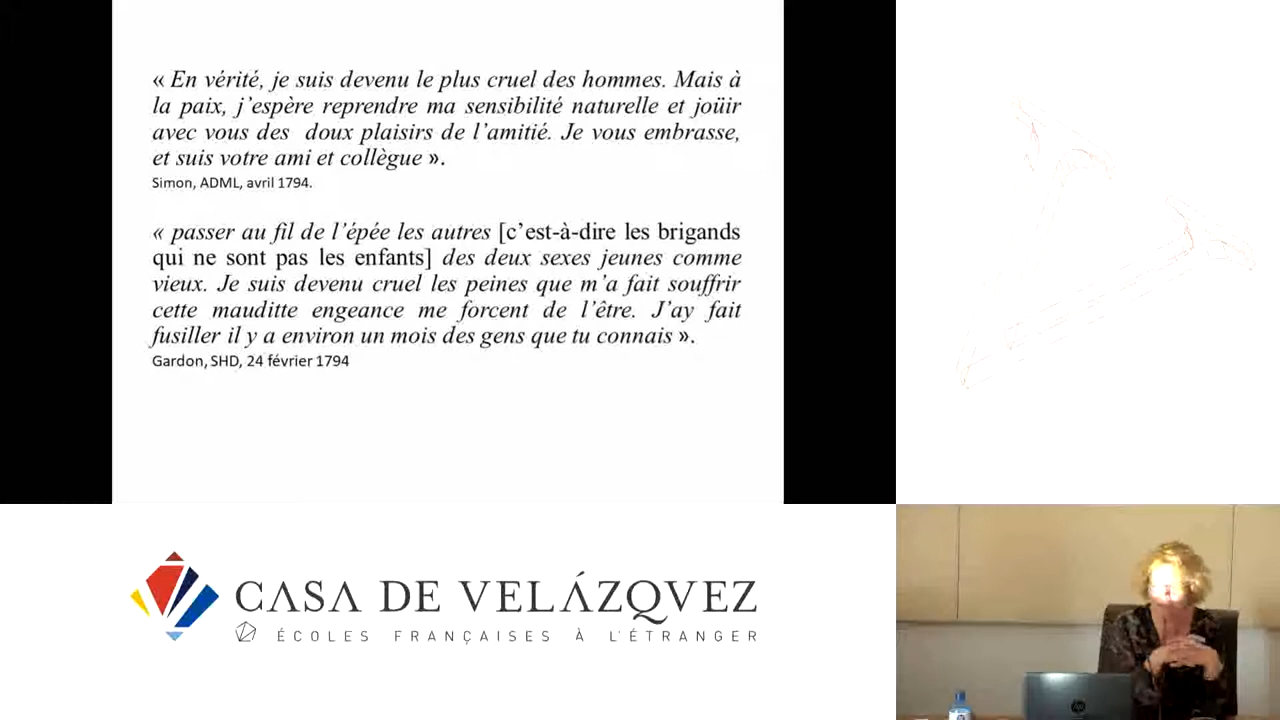 « En vérité, je suis devenu le plus cruel des hommes. Mais à
la paix, j’espère reprendre ma sensibilité naturelle et joüir
avec vous des doux plaisirs de l’amitié. Je vous embrasse,
et suis votre ami et collègue ».
Simon, ADML, avril 1794.
« passer au fil de l’épée les autres [c’est-à-dire les brigands
qui ne sont pas les enfants] des deux sexes jeunes comme
vieux. Je suis devenu cruel les peines que m’a fait souffrir
cette mauditte engeance me forcent de l’être. J’ay fait
fusiller il y a environ un mois des gens que tu connais ».
Gardon, SHD, 24 février 1794
CASA DE VELÁZQVEZ
ÉCOLES FRANÇAISES À L'ÉTRANGER